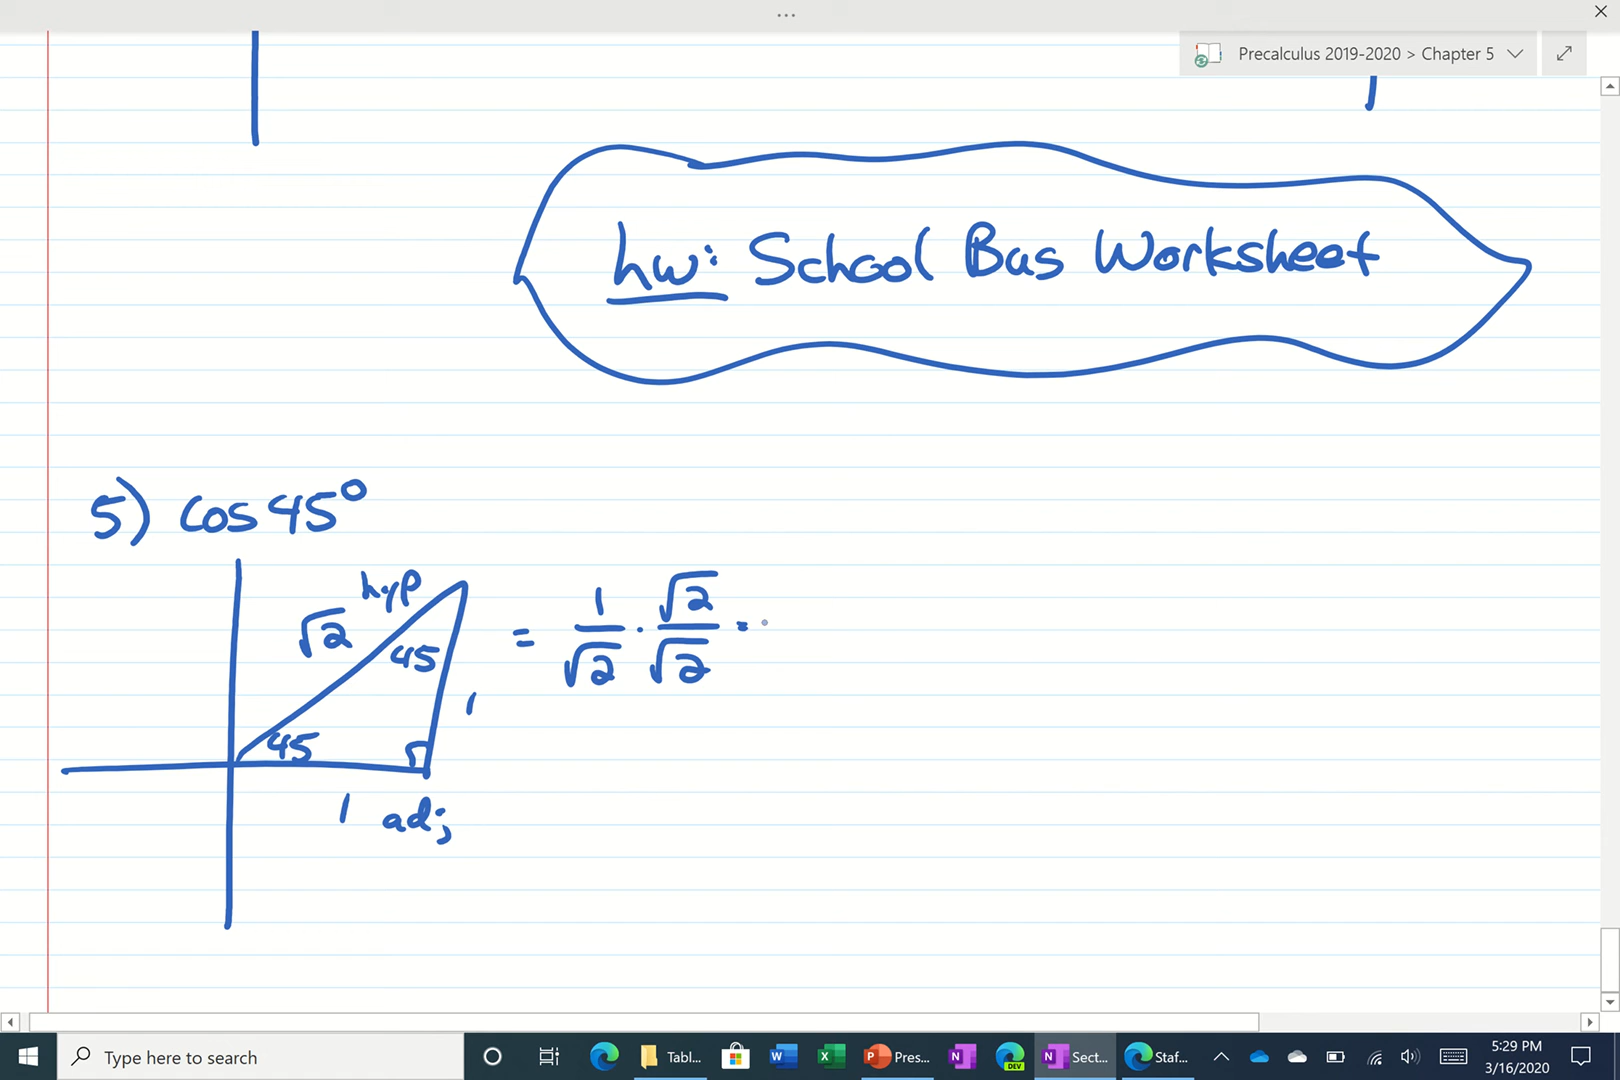 Precalculus 2019-2020 > Chapter 5
hw: School Bus Worksheet
5) cos 45°
hyp
√2
45
1
45
1 adj
= 1/√2 · √2/√2 =
Type here to search
Tabl...
Pres...
DEV
Sect...
Staf...
5:29 PM
3/16/2020